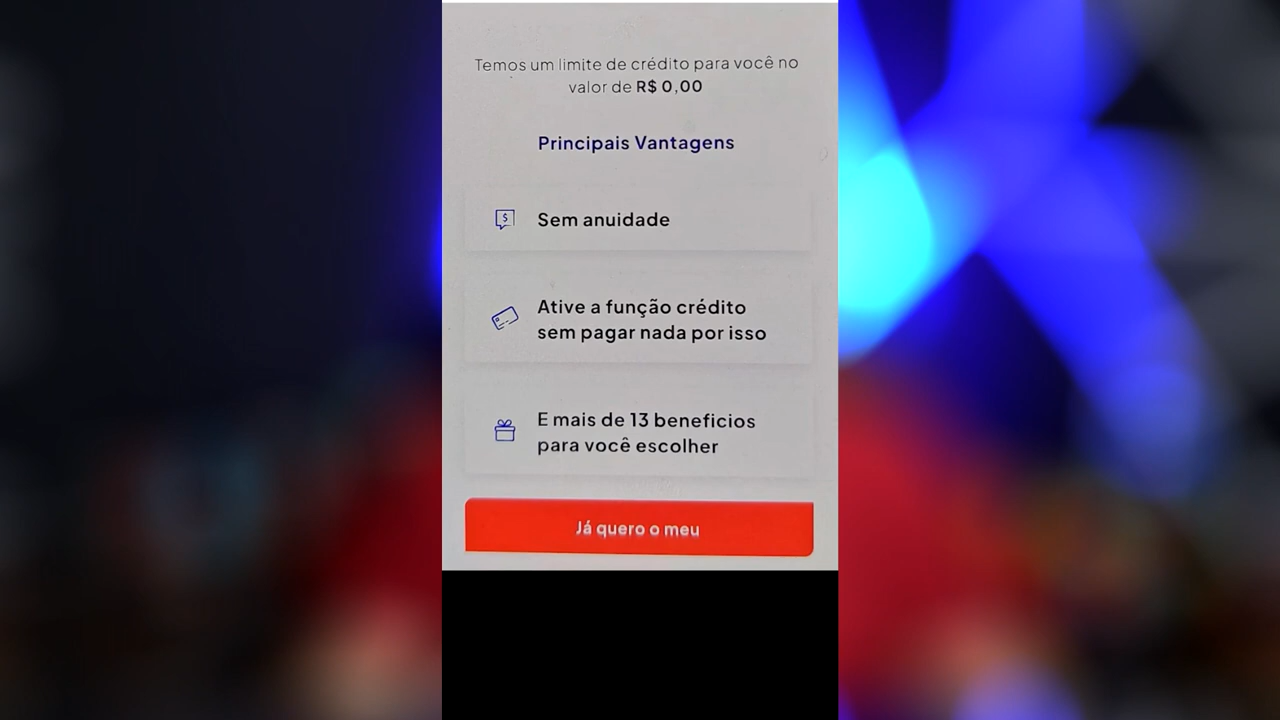 Temos um limite de crédito para você no
valor de R$ 0,00
Principais Vantagens
Sem anuidade
Ative a função crédito
sem pagar nada por isso
E mais de 13 beneficios
para você escolher
Já quero o meu